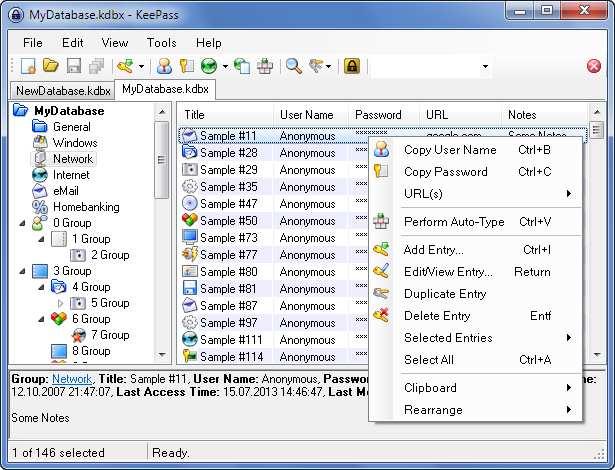 MyDatabase.kdbx - KeePass
File Edit View Tools Help
NewDatabase.kdbx MyDatabase.kdbx
MyDatabase
General
Windows
Network
Internet
eMail
Homebanking
0 Group
1 Group
2 Group
3 Group
4 Group
5 Group
6 Group
7 Group
8 Group
Title User Name Password URL Notes
Sample #11 Anonymous ******** google.com Some Notes
Sample #28 Anonymous ***
Sample #29 Anonymous ***
Sample #35 Anonymous ***
Sample #47 Anonymous ***
Sample #50 Anonymous ***
Sample #73 Anonymous ***
Sample #77 Anonymous ***
Sample #80 Anonymous ***
Sample #81 Anonymous ***
Sample #87 Anonymous ***
Sample #97 Anonymous ***
Sample #111 Anonymous ***
Sample #114 Anonymous ***
Copy User Name Ctrl+B
Copy Password Ctrl+C
URL(s)
Perform Auto-Type Ctrl+V
Add Entry... Ctrl+I
Edit/View Entry... Return
Duplicate Entry
Delete Entry Entf
Selected Entries
Select All Ctrl+A
Clipboard
Rearrange
Group: Network, Title: Sample #11, User Name: Anonymous, Passwo me:
12.10.2007 21:47:07, Last Access Time: 15.07.2013 14:46:47, Last Mo
Some Notes
1 of 146 selected Ready.